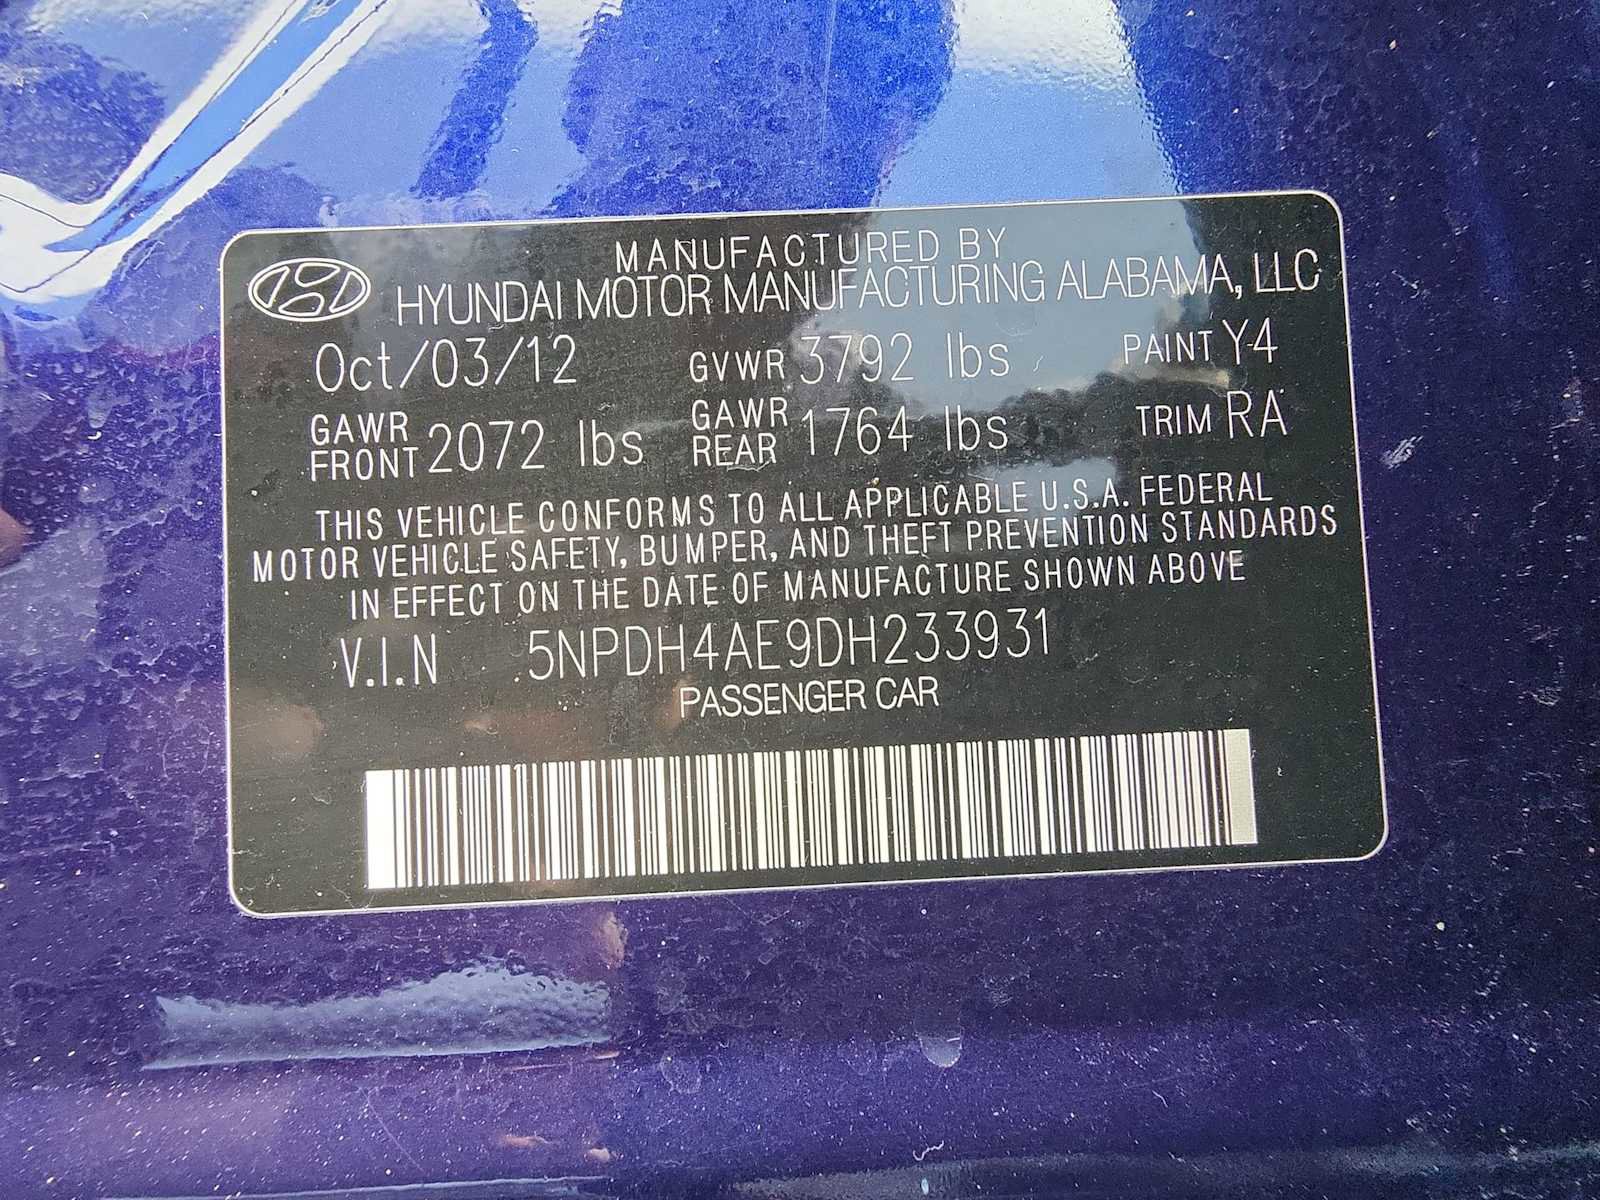 MANUFACTURED BY
HYUNDAI MOTOR MANUFACTURING ALABAMA, LLC
Oct/03/12 GVWR 3792 lbs PAINT Y4
GAWR FRONT 2072 lbs GAWR REAR 1764 lbs TRIM RA
THIS VEHICLE CONFORMS TO ALL APPLICABLE U.S.A. FEDERAL
MOTOR VEHICLE SAFETY, BUMPER, AND THEFT PREVENTION STANDARDS
IN EFFECT ON THE DATE OF MANUFACTURE SHOWN ABOVE
V.I.N 5NPDH4AE9DH233931
PASSENGER CAR